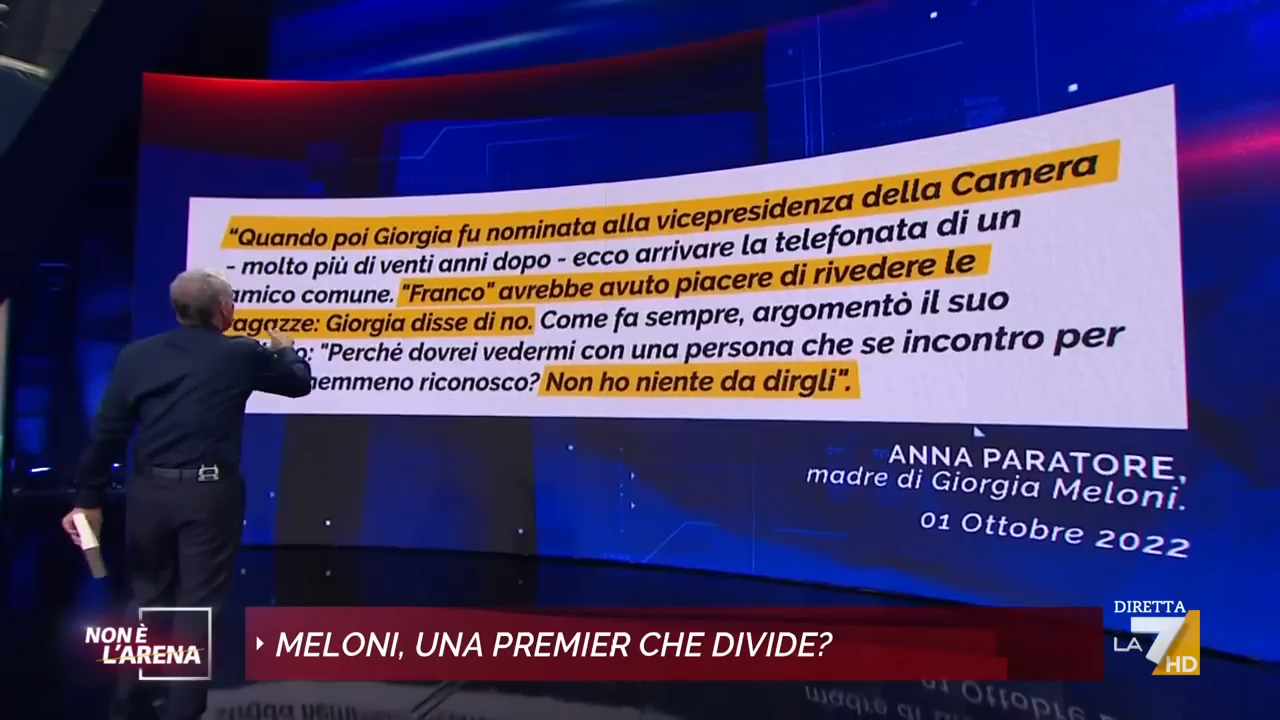 “Quando poi Giorgia fu nominata alla vicepresidenza della Camera
- molto più di venti anni dopo - ecco arrivare la telefonata di un
amico comune. "Franco" avrebbe avuto piacere di rivedere le
ragazze: Giorgia disse di no. Come fa sempre, argomentò il suo
"Perché dovrei vedermi con una persona che se incontro per
nemmeno riconosco? Non ho niente da dirgli".
ANNA PARATORE,
madre di Giorgia Meloni.
01 Ottobre 2022
NON È
L'ARENA
MELONI, UNA PREMIER CHE DIVIDE?
DIRETTA
LA 7 HD